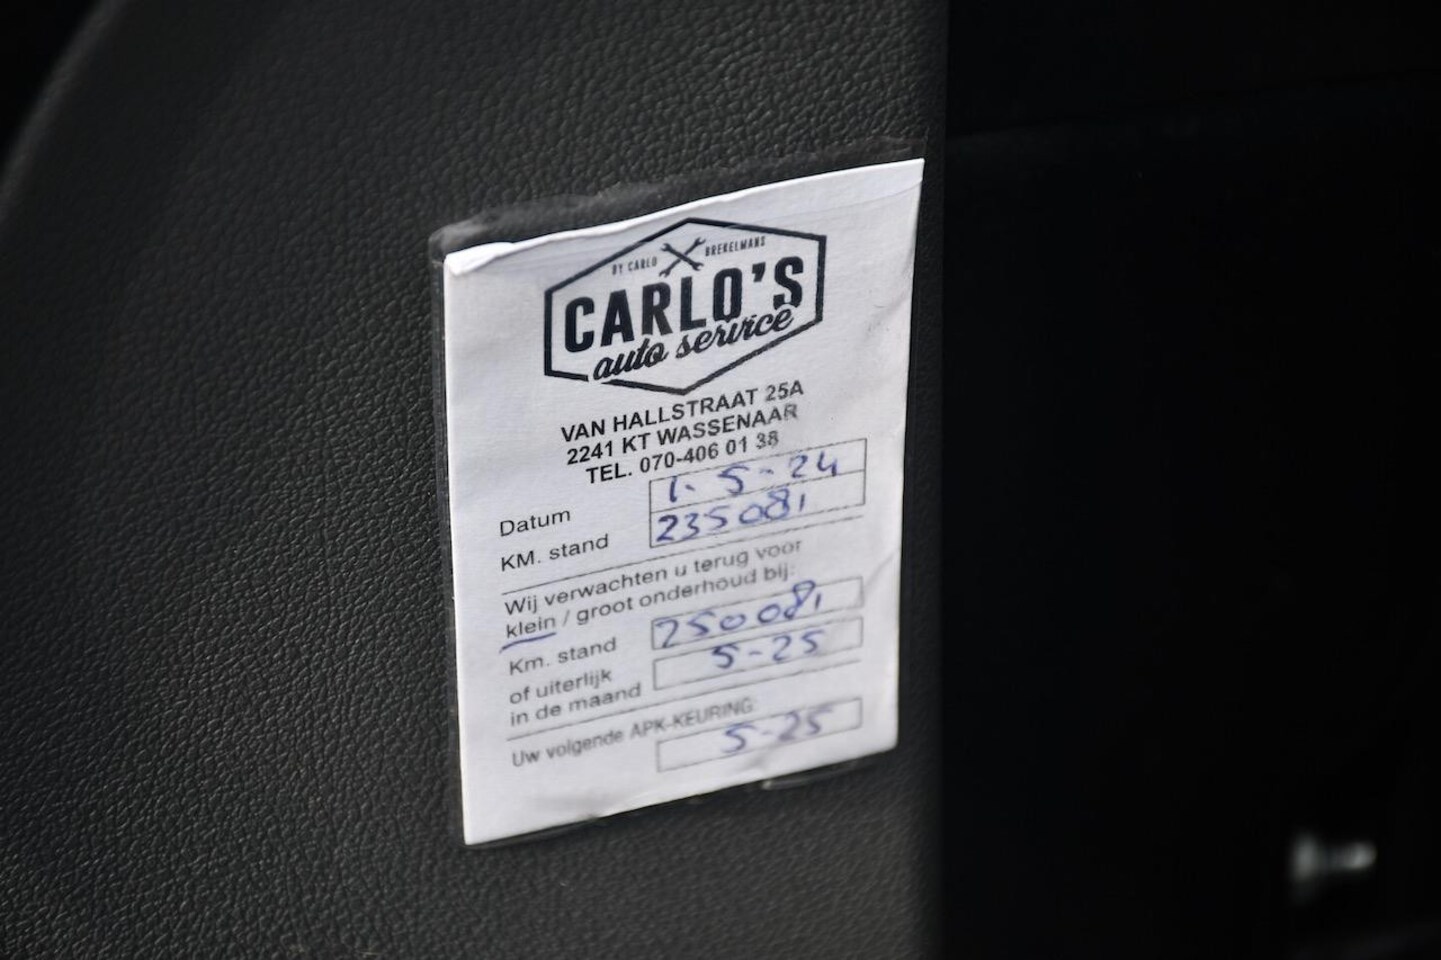 BY CARLO BREKELMANS
CARLO'S
auto service
VAN HALLSTRAAT 25A
2241 KT WASSENAAR
TEL. 070-406 01 38
Datum 1-5-24
KM. stand 235081
Wij verwachten u terug voor
klein / groot onderhoud bij:
Km. stand 250081
of uiterlijk
in de maand 5-25
Uw volgende APK-KEURING:
5-25